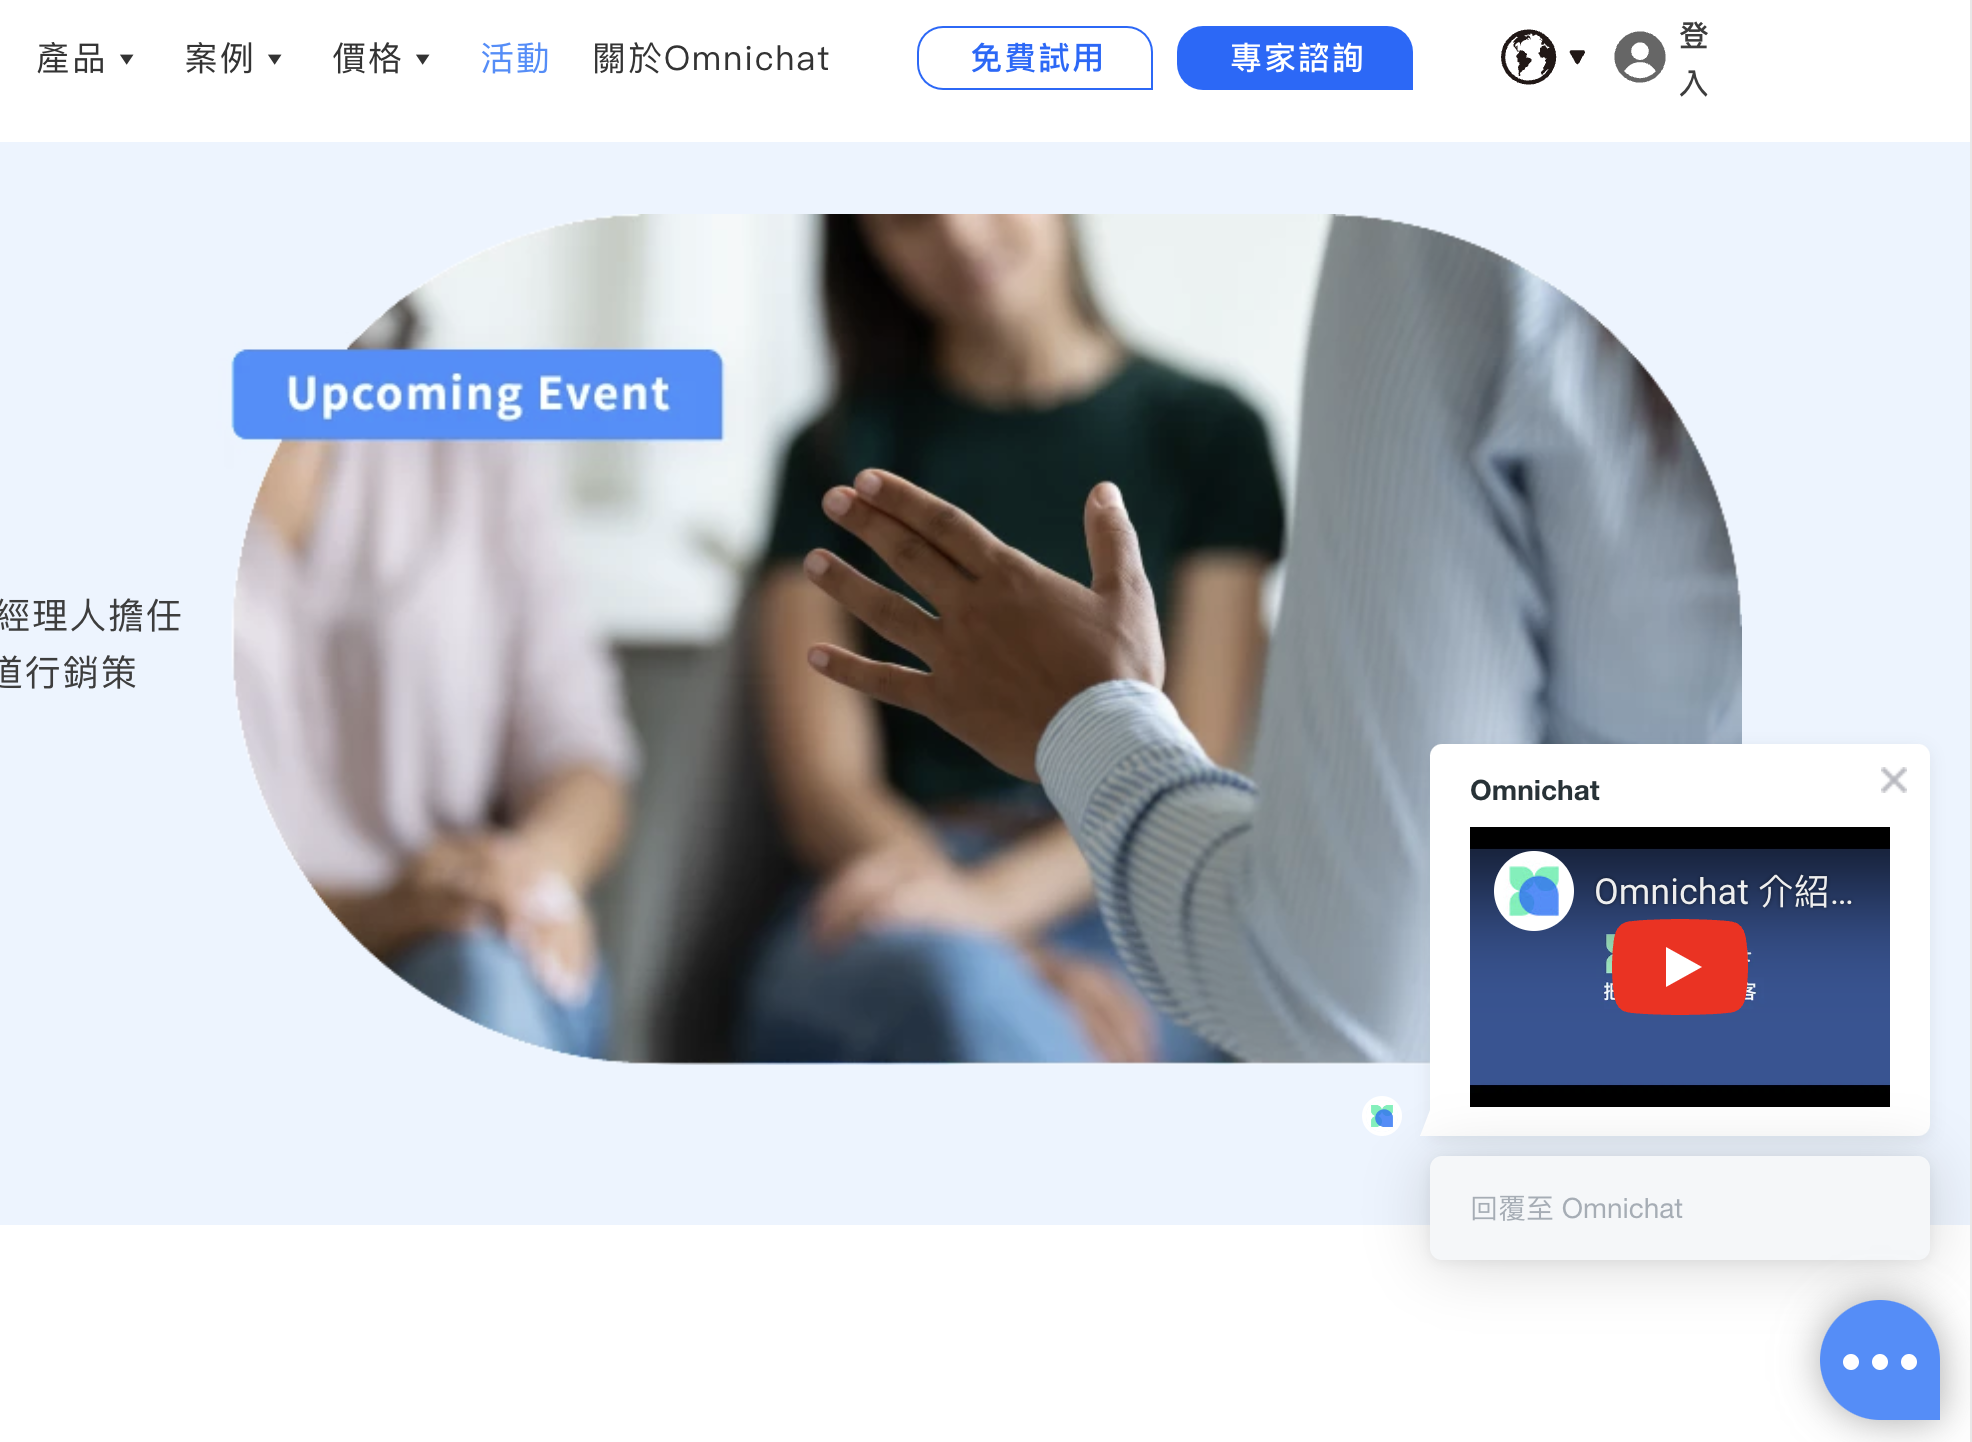 產品 案例 價格 活動 關於Omnichat 免費試用 專家諮詢 登入
Upcoming Event
經理人擔任
道行銷策
Omnichat
Omnichat 介紹...
回覆至 Omnichat